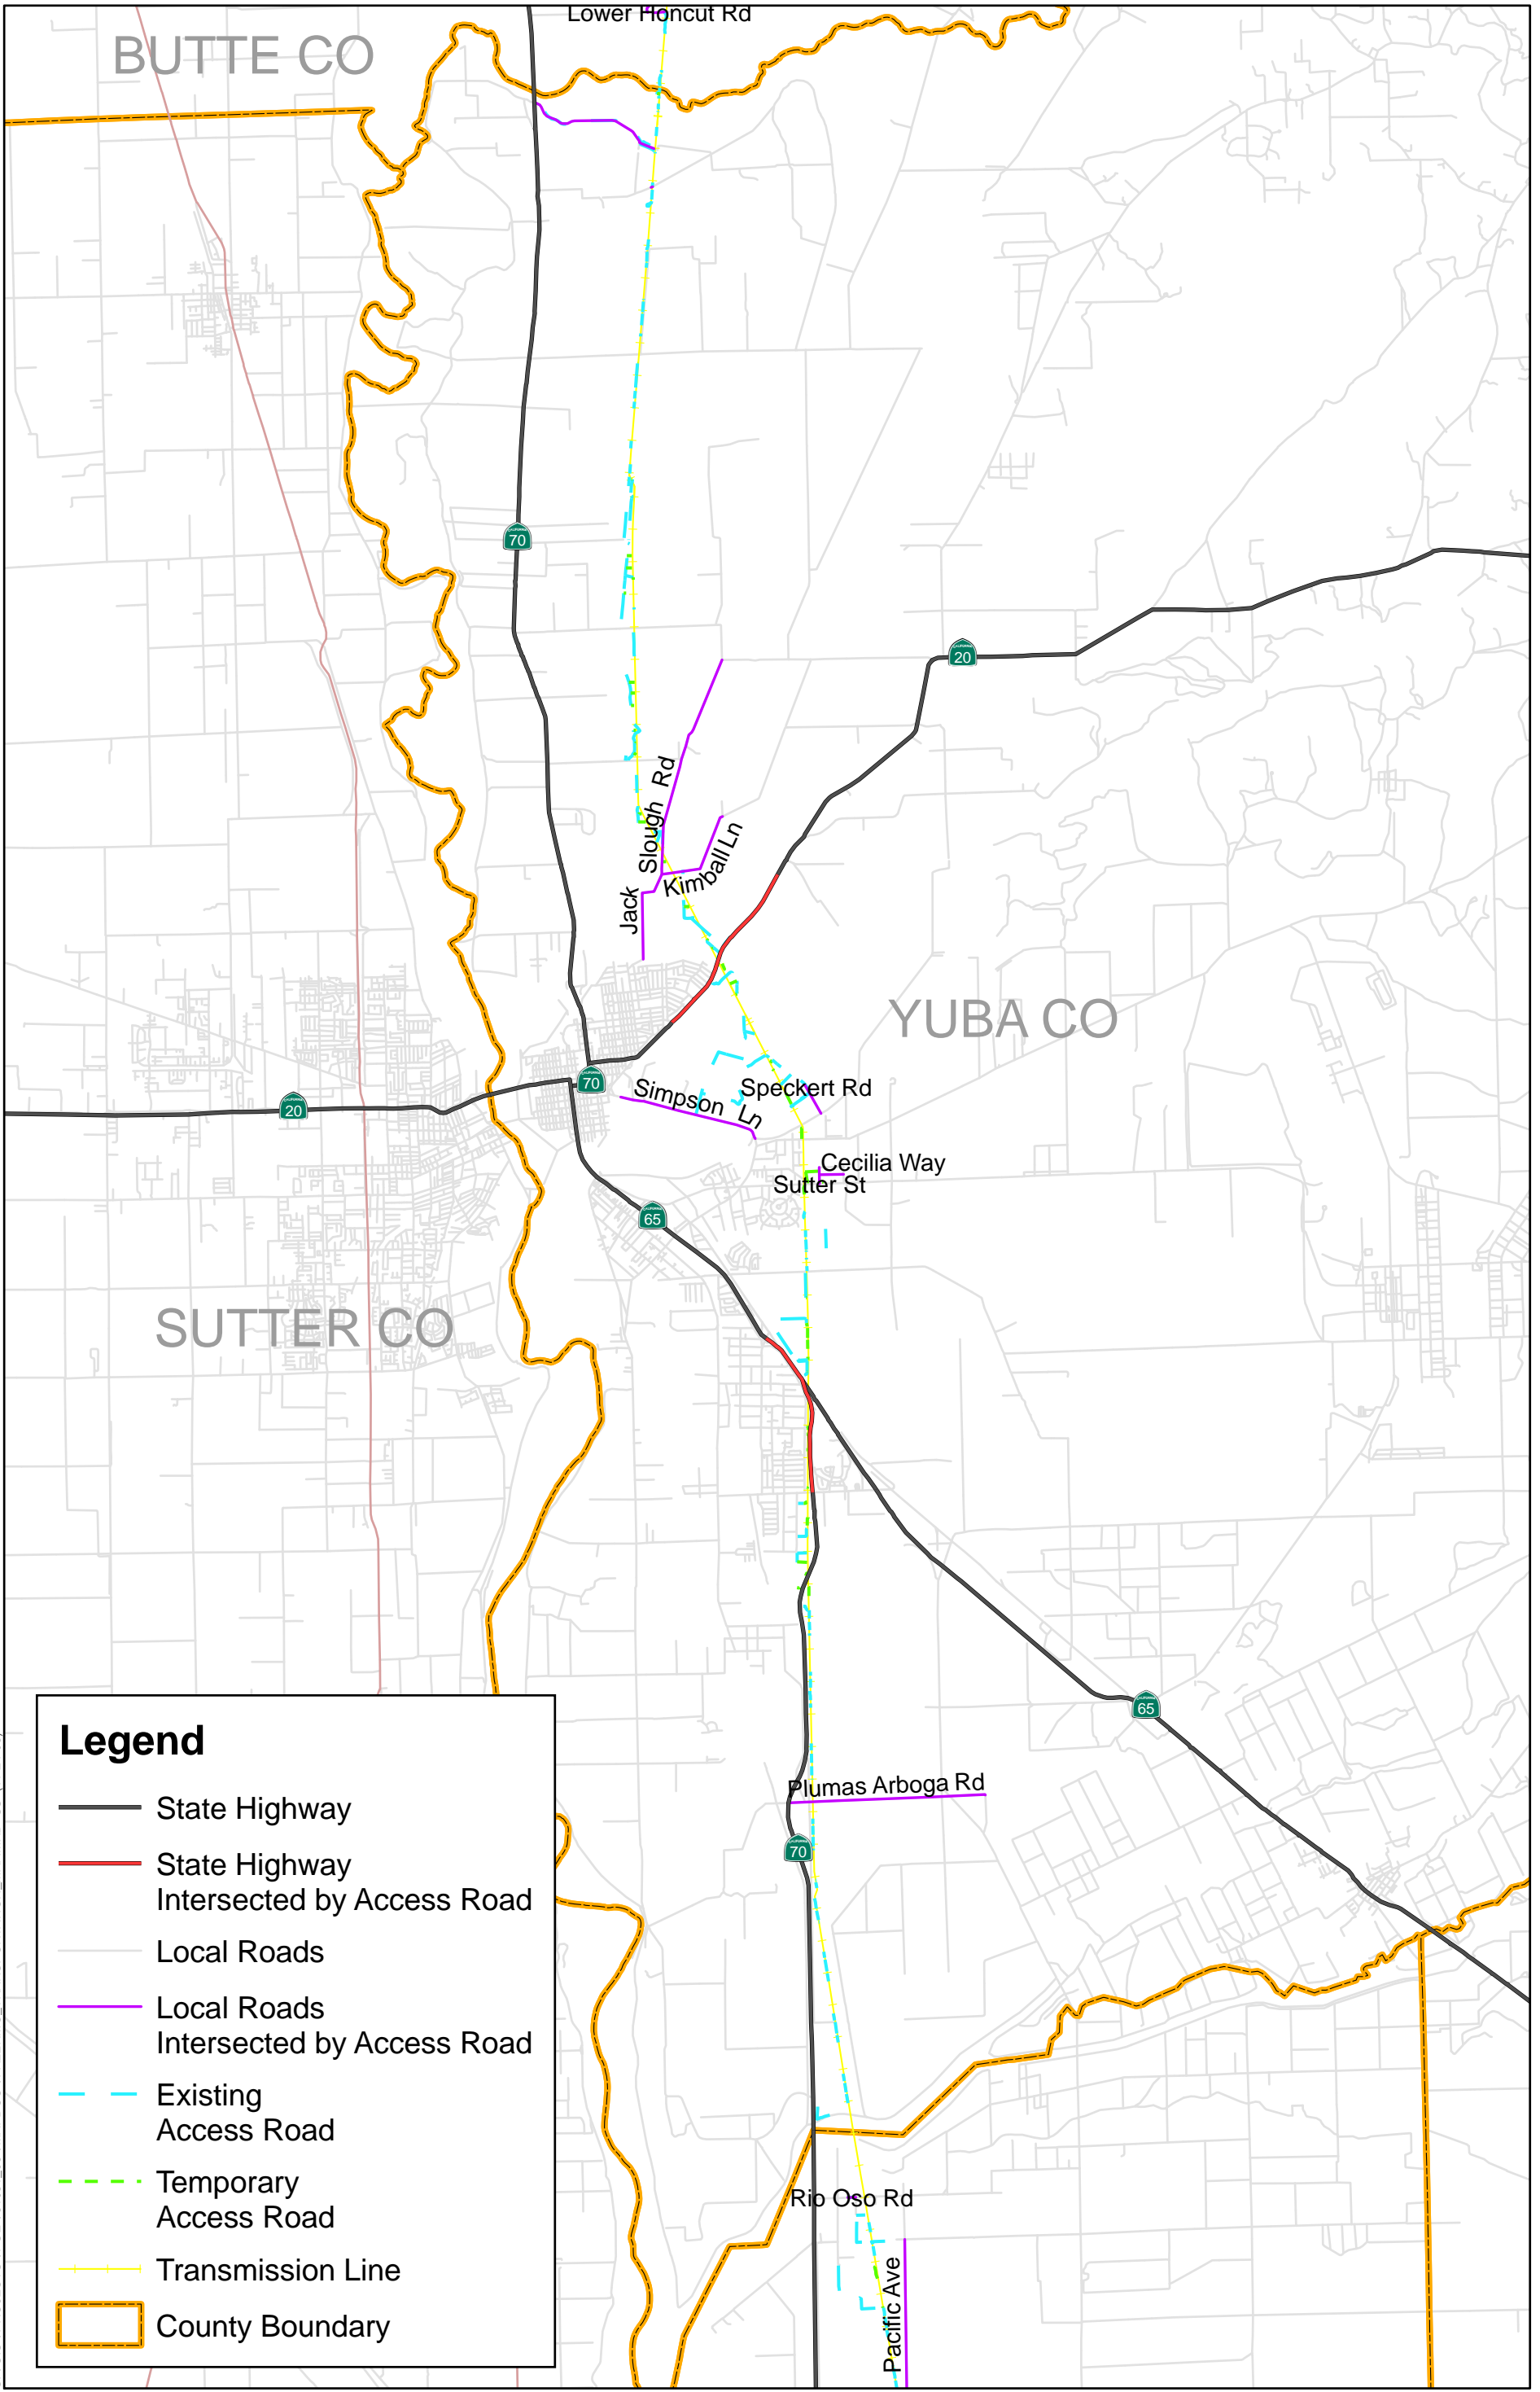 Lower Honcut Rd
BUTTE CO
70
20
Slough Rd
Kimball Ln
Jack
YUBA CO
70
Speckert Rd
Simpson Ln
20
Cecilia Way
Sutter St
65
SUTTER CO
65
Plumas Arboga Rd
70
Rio Oso Rd
Pacific Ave
Legend
State Highway
State Highway
Intersected by Access Road
Local Roads
Local Roads
Intersected by Access Road
Existing
Access Road
Temporary
Access Road
Transmission Line
County Boundary